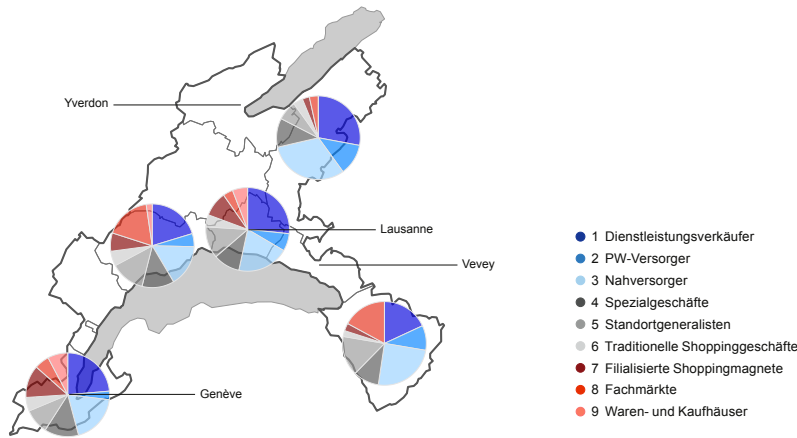 Yverdon
Lausanne
Vevey
Genève
1 Dienstleistungsverkäufer
2 PW-Versorger
3 Nahversorger
4 Spezialgeschäfte
5 Standortgeneralisten
6 Traditionelle Shoppinggeschäfte
7 Filialisierte Shoppingmagnete
8 Fachmärkte
9 Waren- und Kaufhäuser